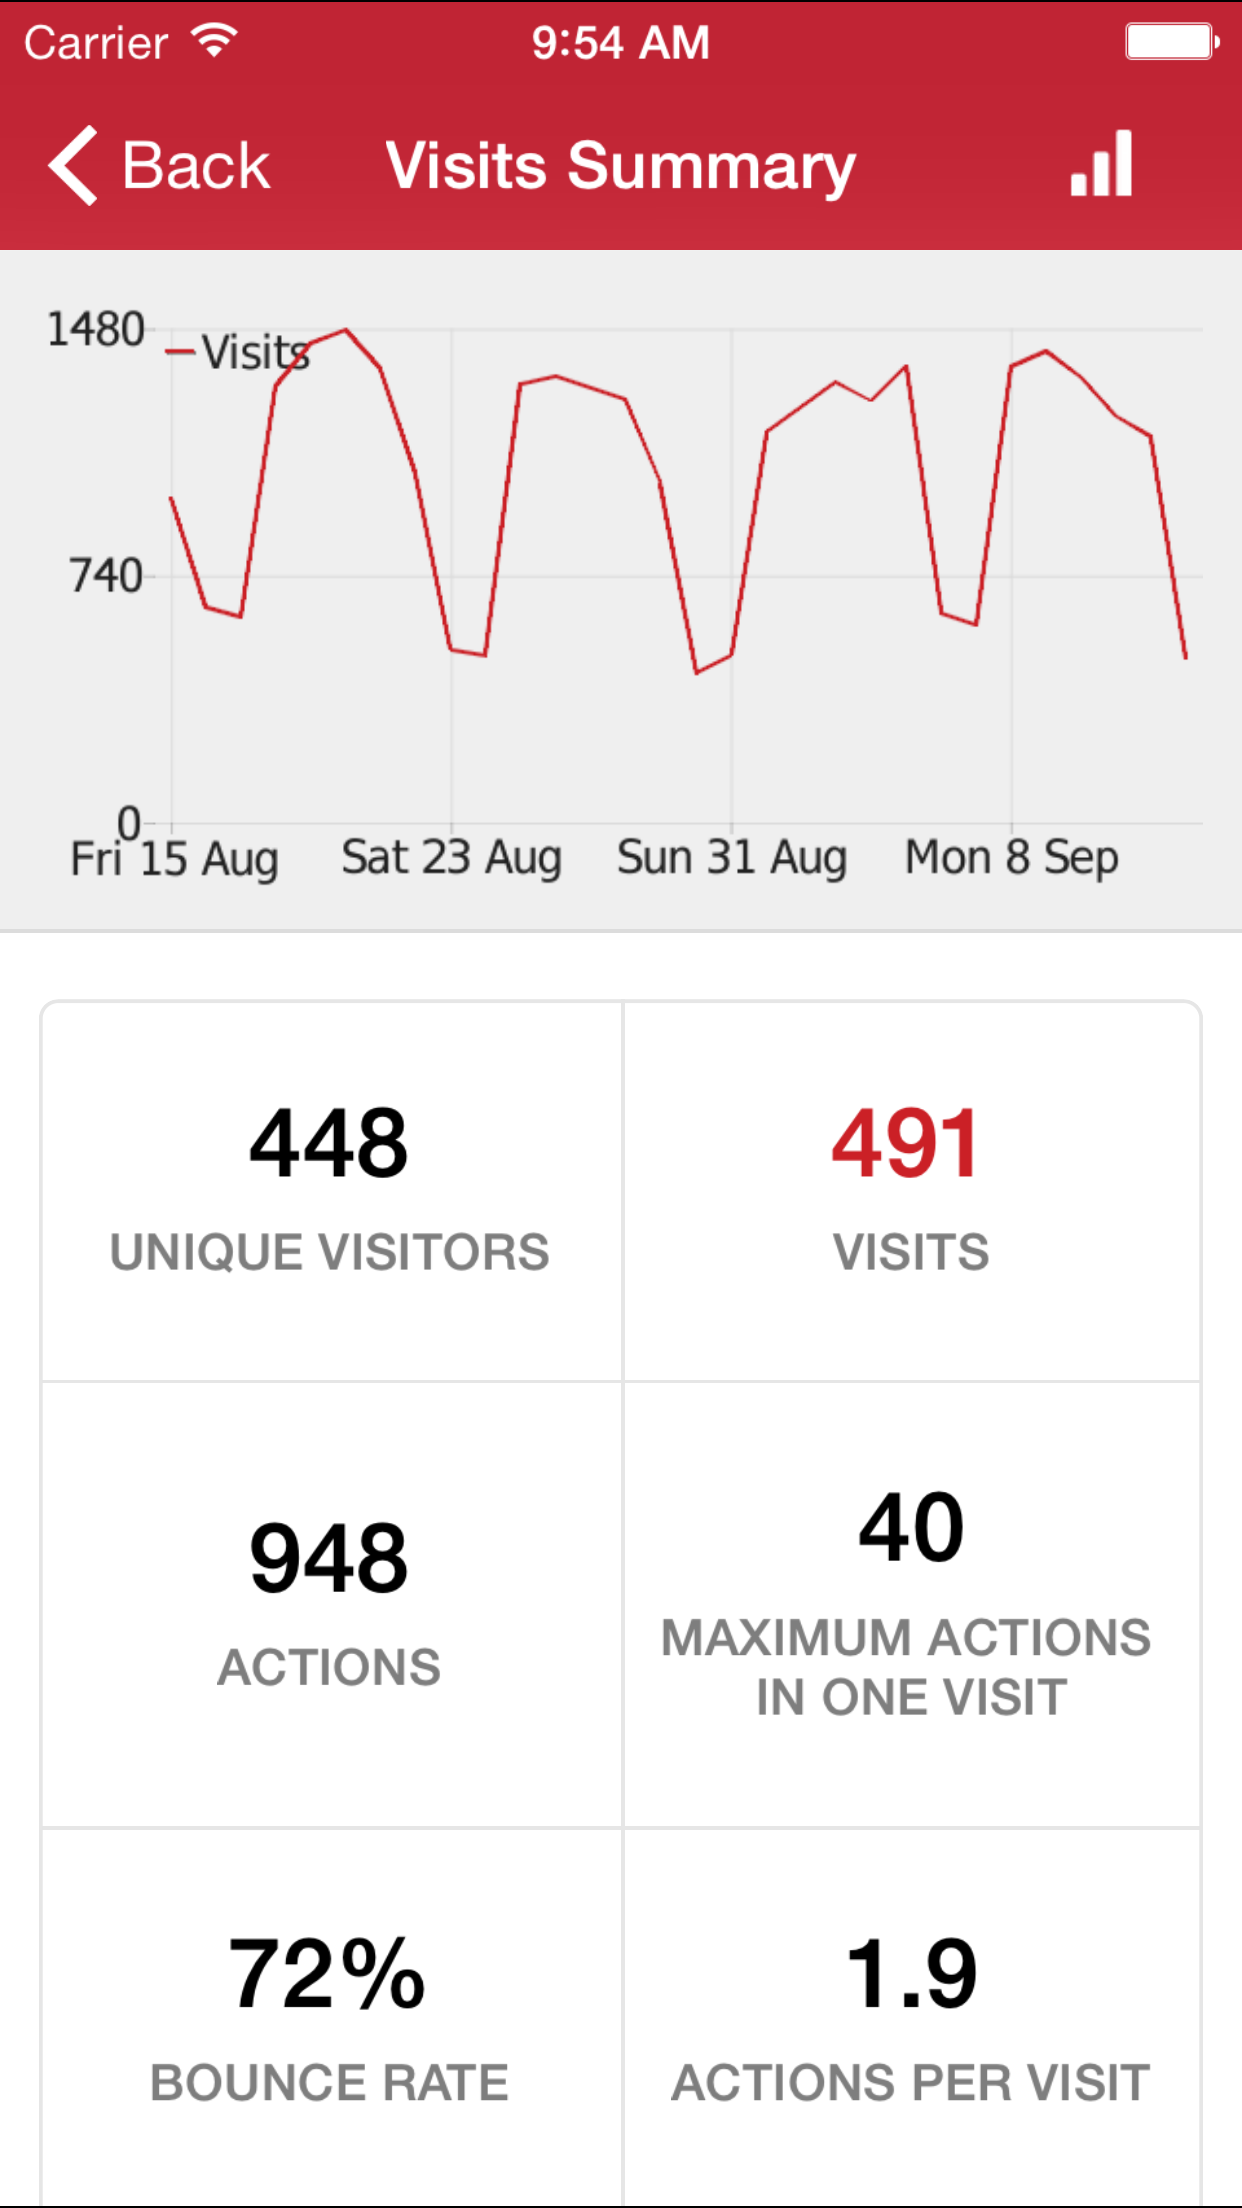 Carrier 9:54 AM
Back Visits Summary
1480
Visits
740
0
Fri 15 Aug Sat 23 Aug Sun 31 Aug Mon 8 Sep
448 491
UNIQUE VISITORS VISITS
948
ACTIONS
40
MAXIMUM ACTIONS
IN ONE VISIT
72% 1.9
BOUNCE RATE ACTIONS PER VISIT